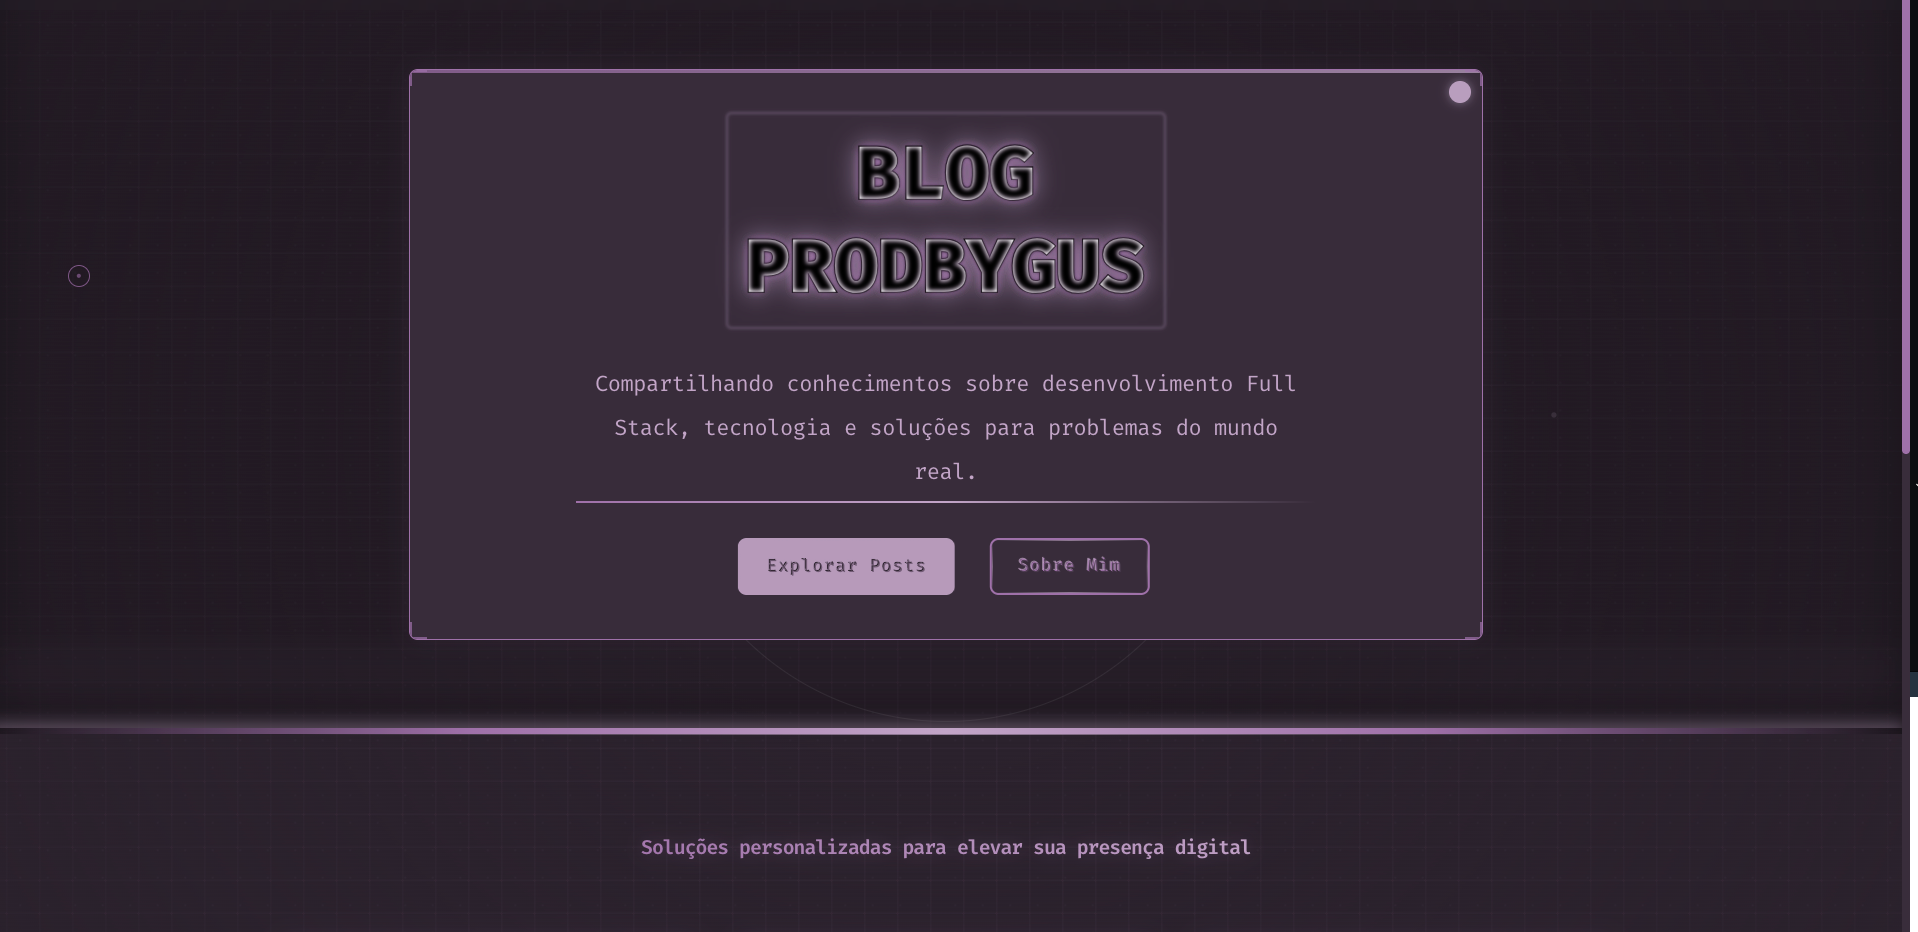 BLOG
PRODBYGUS
Compartilhando conhecimentos sobre desenvolvimento Full
Stack, tecnologia e soluções para problemas do mundo
real.
Explorar Posts
Sobre Mim
Soluções personalizadas para elevar sua presença digital